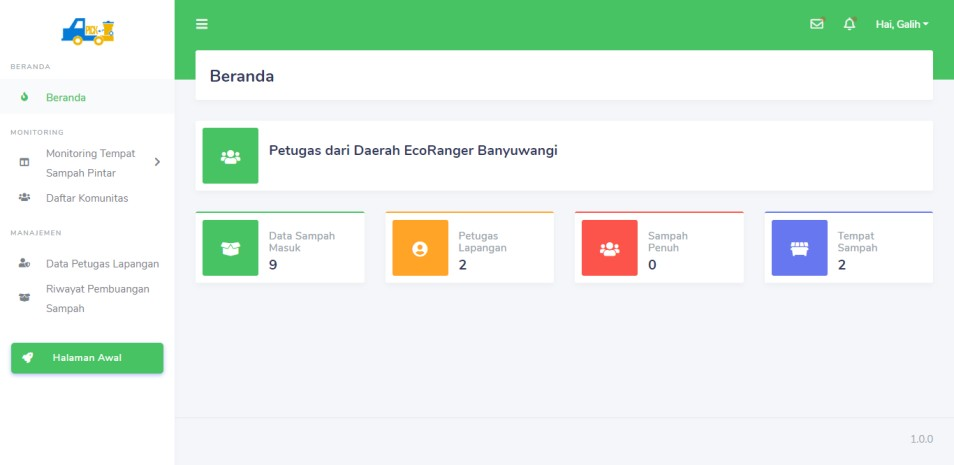 PICK
BERANDA
Beranda
MONITORING
Monitoring Tempat
Sampah Pintar
Daftar Komunitas
MANAJEMEN
Data Petugas Lapangan
Riwayat Pembuangan
Sampah
Halaman Awal
Hai, Galih
Beranda
Petugas dari Daerah EcoRanger Banyuwangi
Data Sampah
Masuk
9
Petugas
Lapangan
2
Sampah
Penuh
0
Tempat
Sampah
2
1.0.0